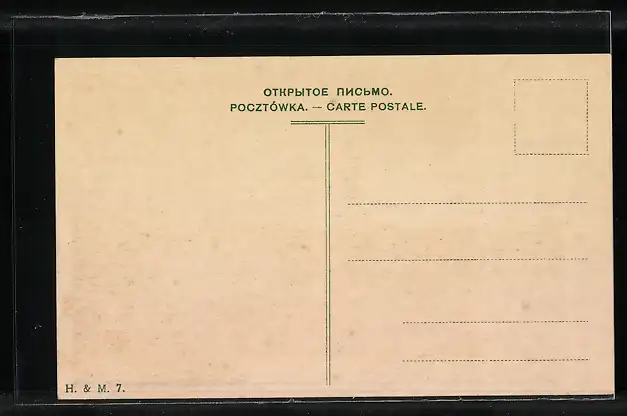 ОТКРЫТОЕ ПИСЬМО.
POCZTÓWKA. — CARTE POSTALE.
H. & M. 7.